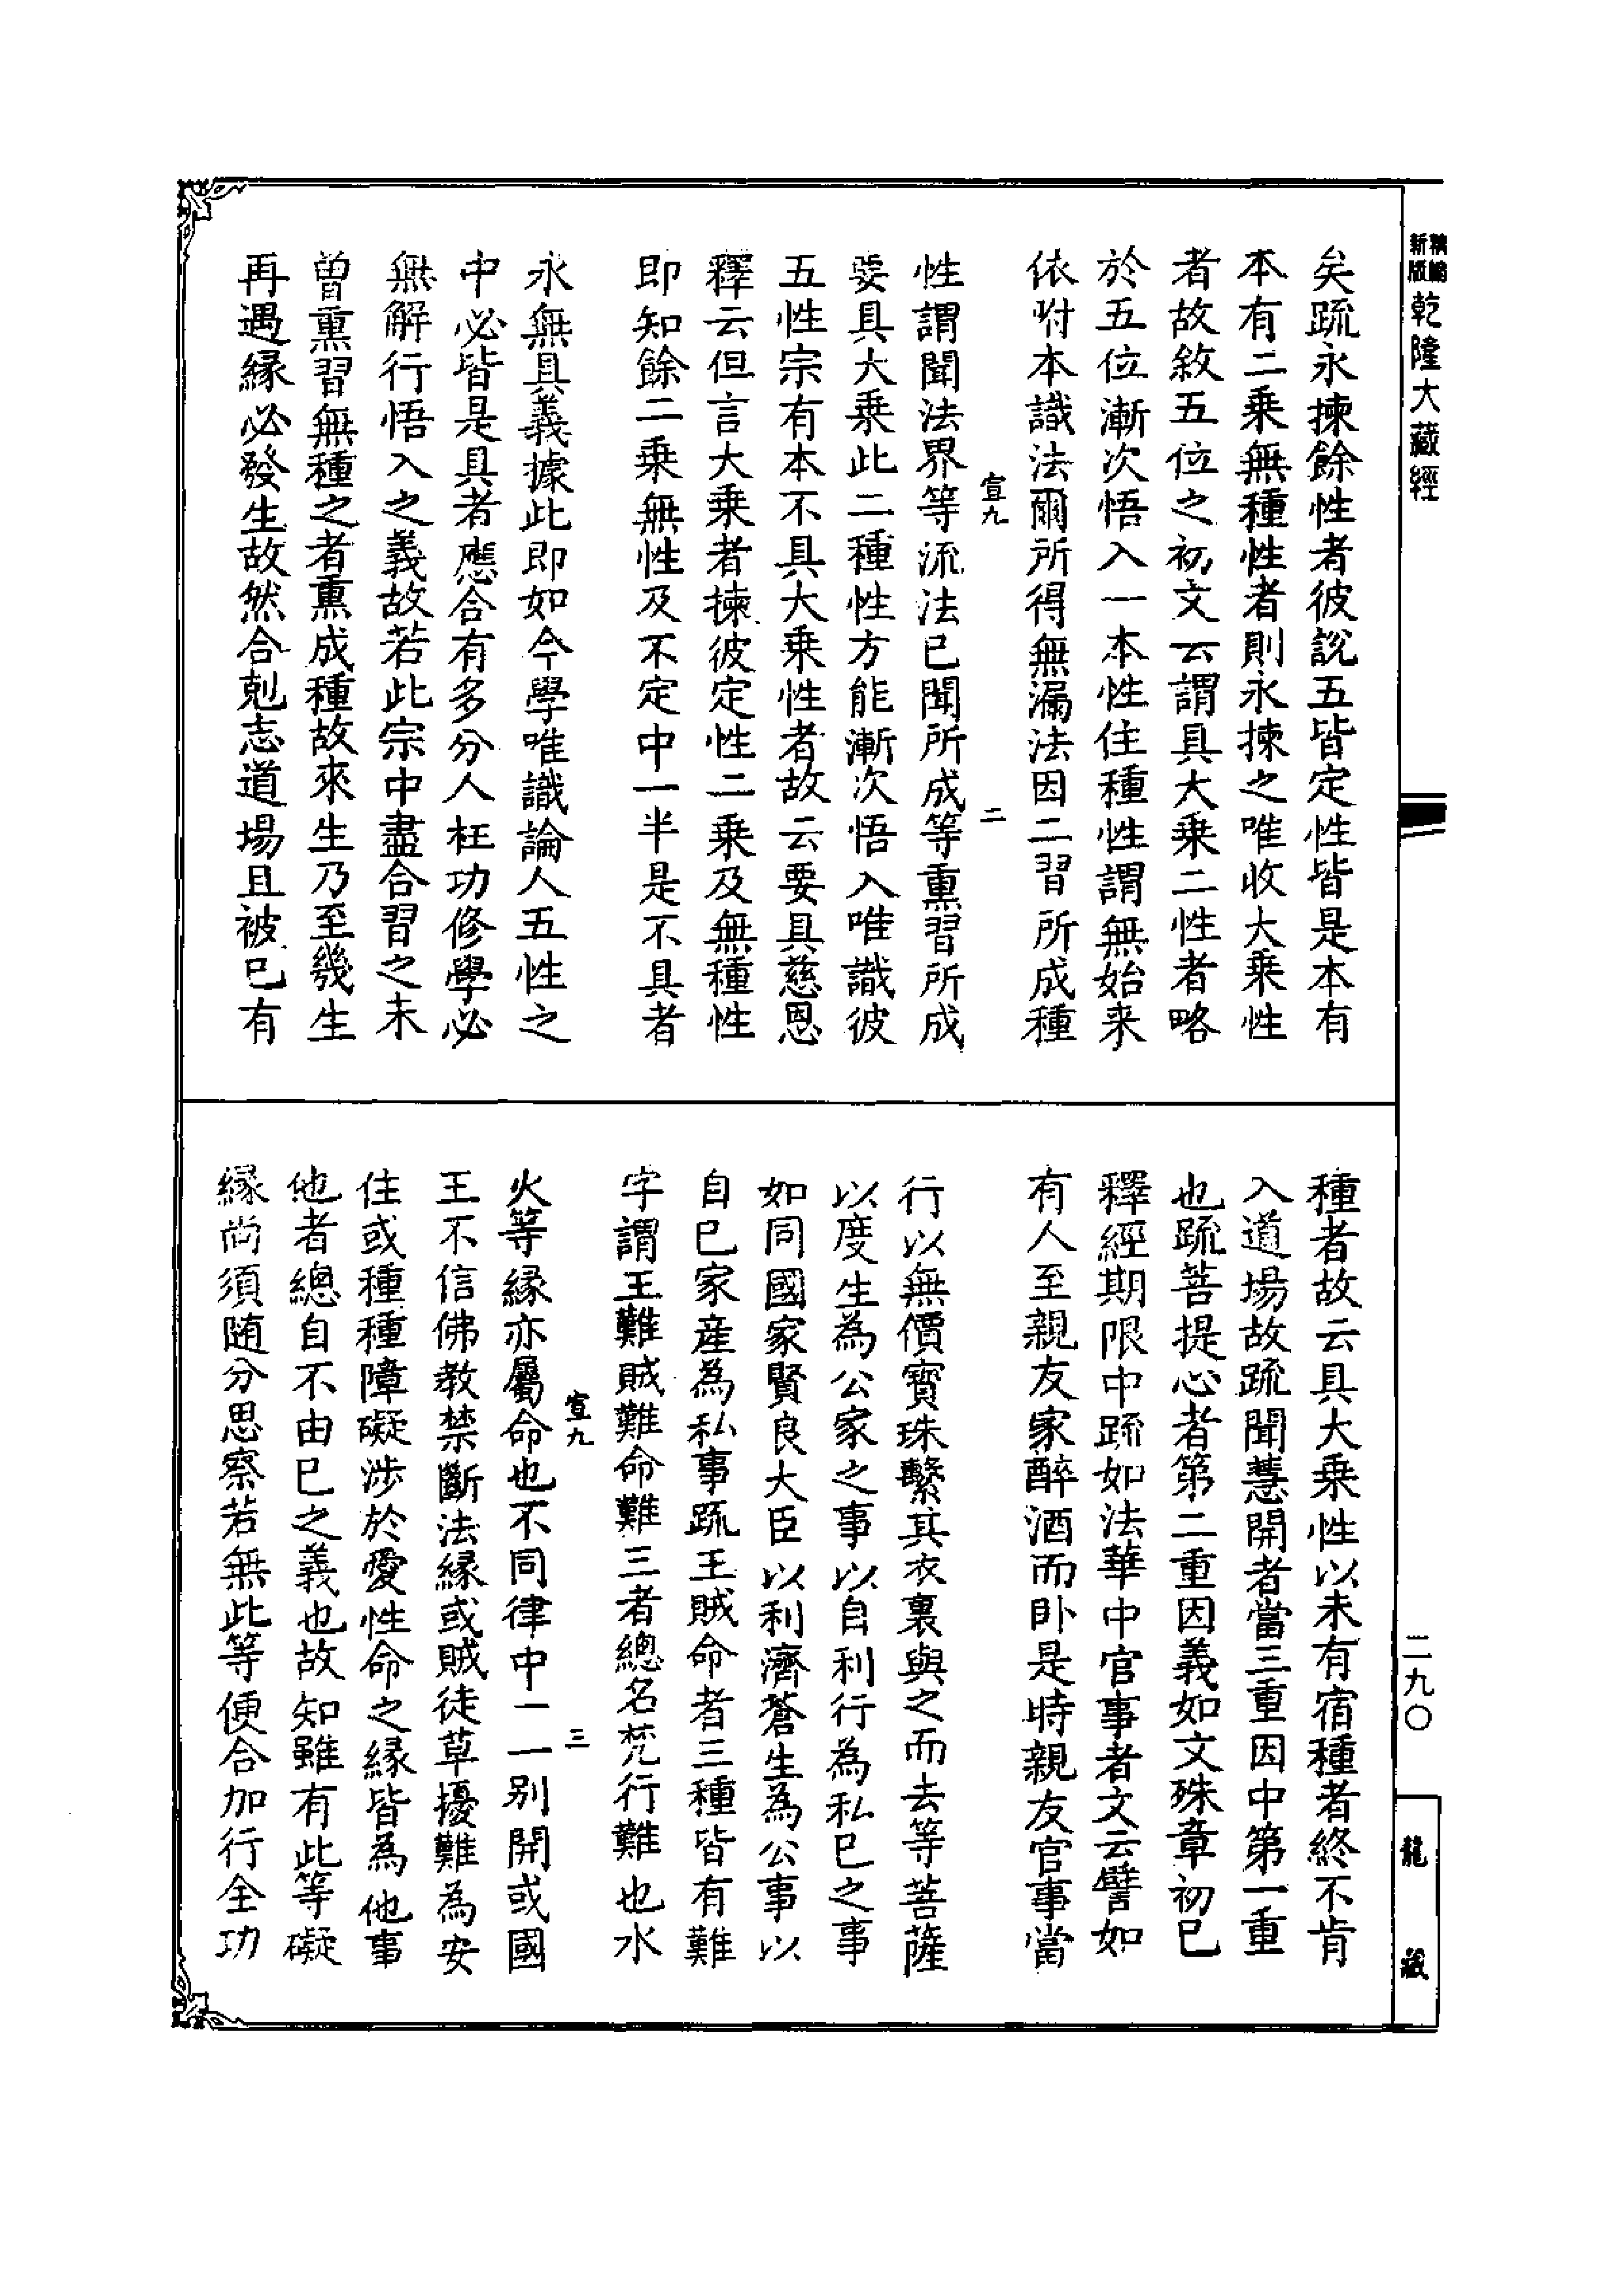 新版
精縮
乾隆大藏經
矣疏永揀餘性者彼說五皆定性皆是本有
本有二乗無種性者則永揀之唯收大乗性
者故敘五位之初文云謂具大乗二性者略
於五位漸次悟入一本性住種性謂無始来
依附本識法爾所得無漏法因二習所成種
宣九
二
性謂聞法界等流法已聞所成等熏習所成
要具大乗此二種性方能漸次悟入唯識彼
五性宗有本不具大乗性者故云要具慈恩
釋云但言大乗者揀彼定性二乗及無種性
即知餘二乗無性及不定中一半是不具者
永無具義據此即如今學唯識論人五性之
中必皆是具者應合有多分人枉功修學必
無解行悟入之義故若此宗中盡合習之未
曽熏習無種之者熏成種故來生乃至幾生
再遇縁必發生故然合剋志道場且被已有
種者故云具大乗性以未有宿種者終不肯
入道場故疏聞慧開者當三重因中第一重
也疏菩提心者第二重因義如文殊章初已
釋經期限中疏如法華中官事者文云譬如
有人至親友家醉酒而卧是時親友官事當
行以無價寳珠繫其衣裏與之而去等菩薩
以度生為公家之事以自利行為私已之事
如同國家賢良大臣以利濟蒼生為公事以
自已家産為私事疏王賊命者三種皆有難
字謂王難賊難命難三者總名梵行難也水
宣九
三
火等縁亦屬命也不同律中一一别開或國
王不信佛教禁斷法縁或賊徒草擾難為安
住或種種障礙涉於愛性命之縁皆為他事
他者總自不由已之義也故知雖有此等礙
縁尚須随分思察若無此等便合加行全功
二九〇
龍藏